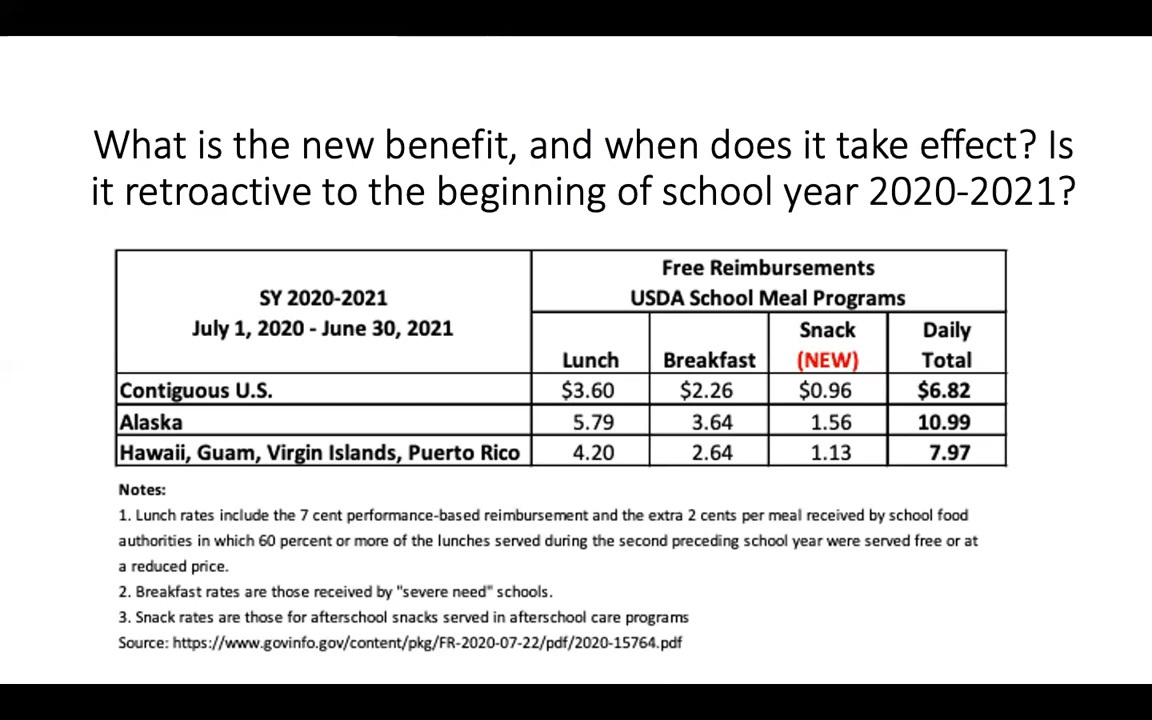 What is the new benefit, and when does it take effect? Is
it retroactive to the beginning of school year 2020-2021?
SY 2020-2021
July 1, 2020 - June 30, 2021
Free Reimbursements
USDA School Meal Programs
Lunch Breakfast Snack (NEW) Daily Total
Contiguous U.S. $3.60 $2.26 $0.96 $6.82
Alaska 5.79 3.64 1.56 10.99
Hawaii, Guam, Virgin Islands, Puerto Rico 4.20 2.64 1.13 7.97
Notes:
1. Lunch rates include the 7 cent performance-based reimbursement and the extra 2 cents per meal received by school food
authorities in which 60 percent or more of the lunches served during the second preceding school year were served free or at
a reduced price.
2. Breakfast rates are those received by "severe need" schools.
3. Snack rates are those for afterschool snacks served in afterschool care programs
Source: https://www.govinfo.gov/content/pkg/FR-2020-07-22/pdf/2020-15764.pdf